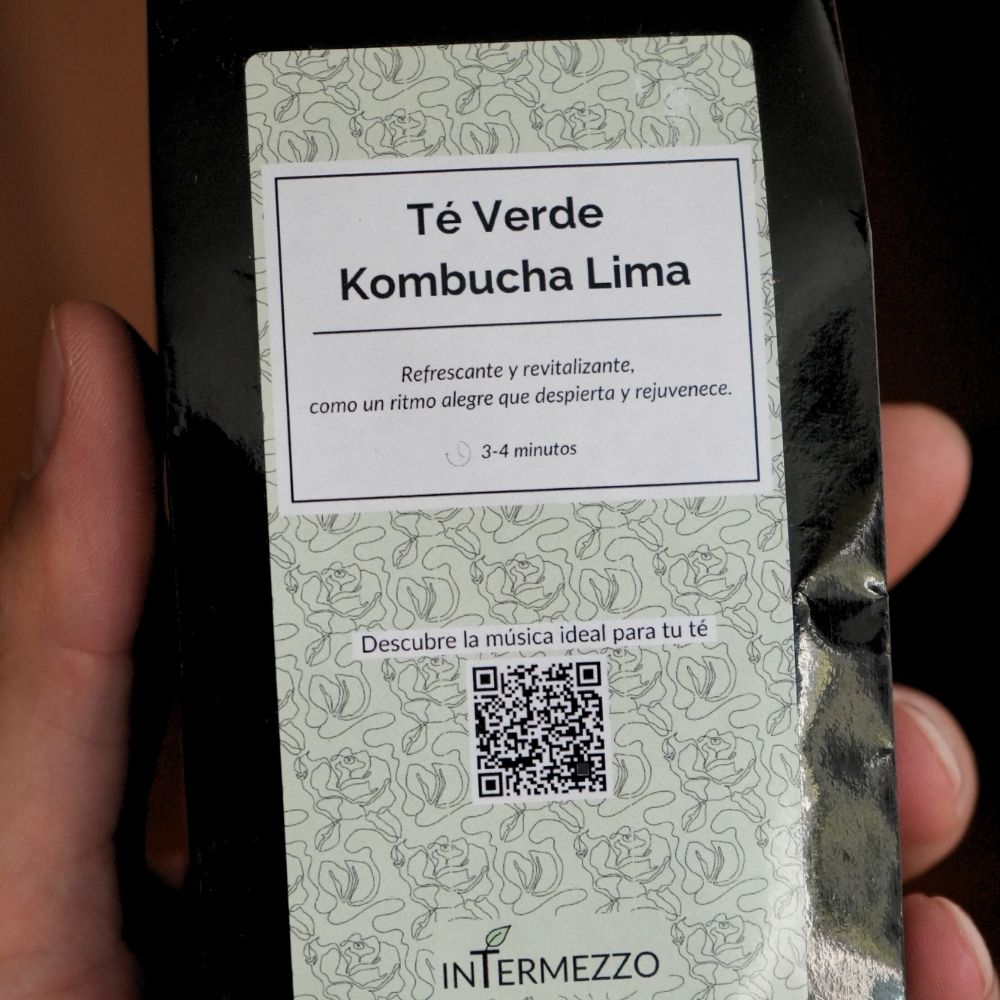 Té Verde
Kombucha Lima
Refrescante y revitalizante,
como un ritmo alegre que despierta y rejuvenece.
3-4 minutos
Descubre la música ideal para tu té
INTERMEZZO